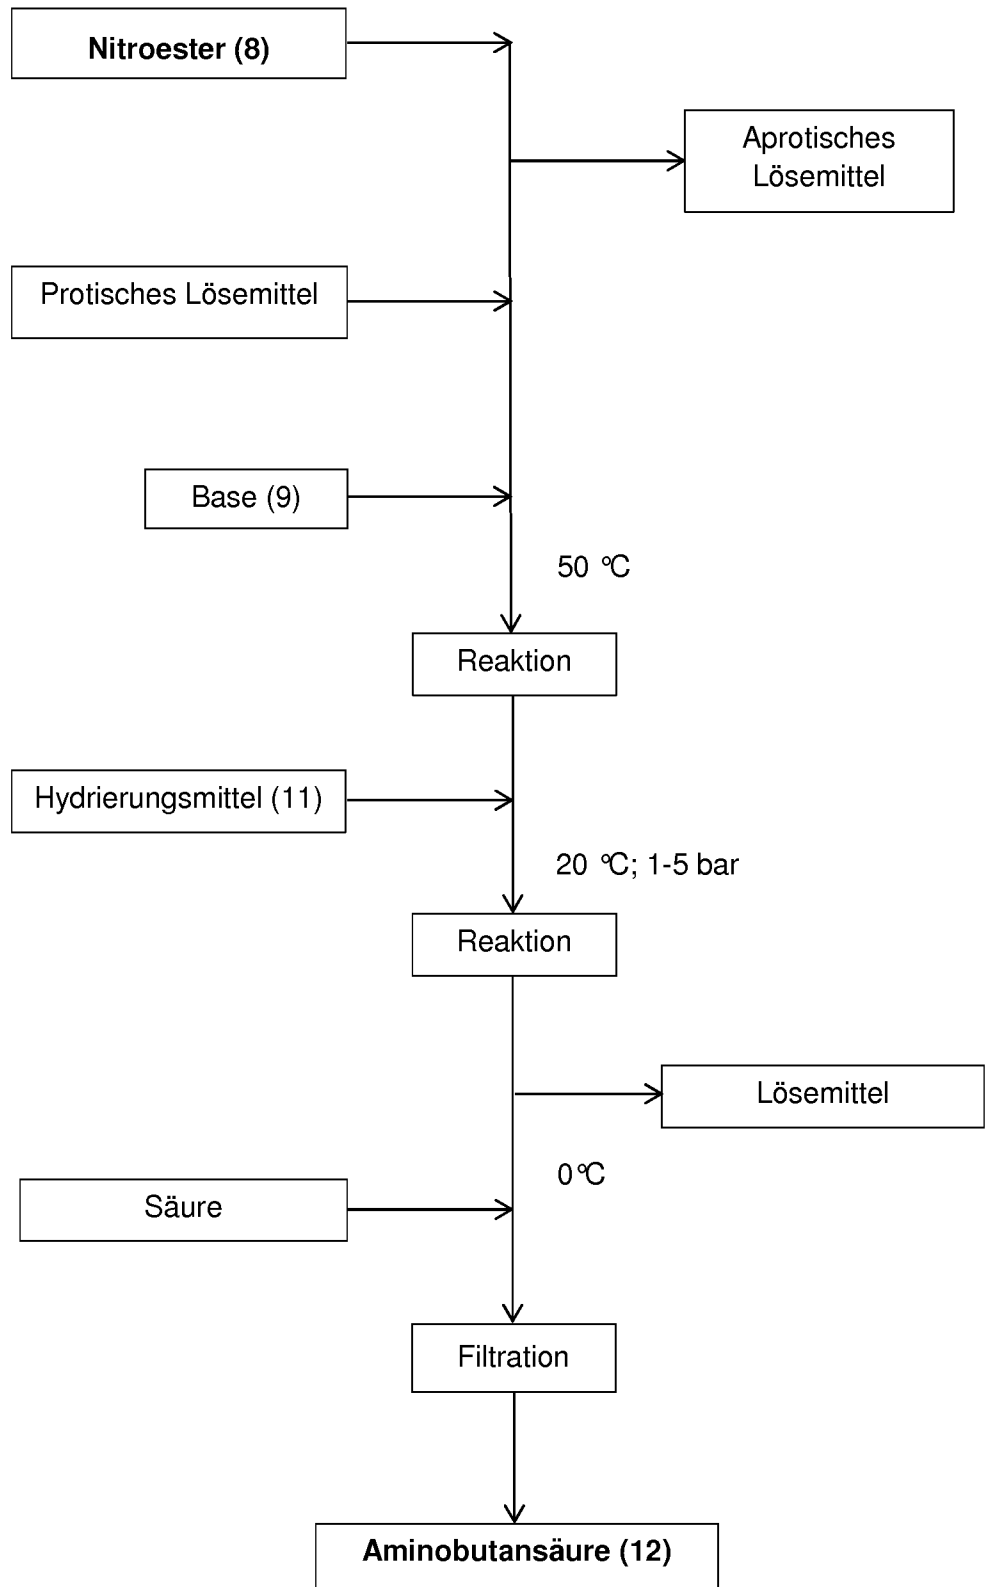 Nitroester (8)
Aprotisches
Lösemittel
Protisches Lösemittel
Base (9)
50 °C
Reaktion
Hydrierungsmittel (11)
20 °C; 1-5 bar
Reaktion
Lösemittel
0°C
Säure
Filtration
Aminobutansäure (12)